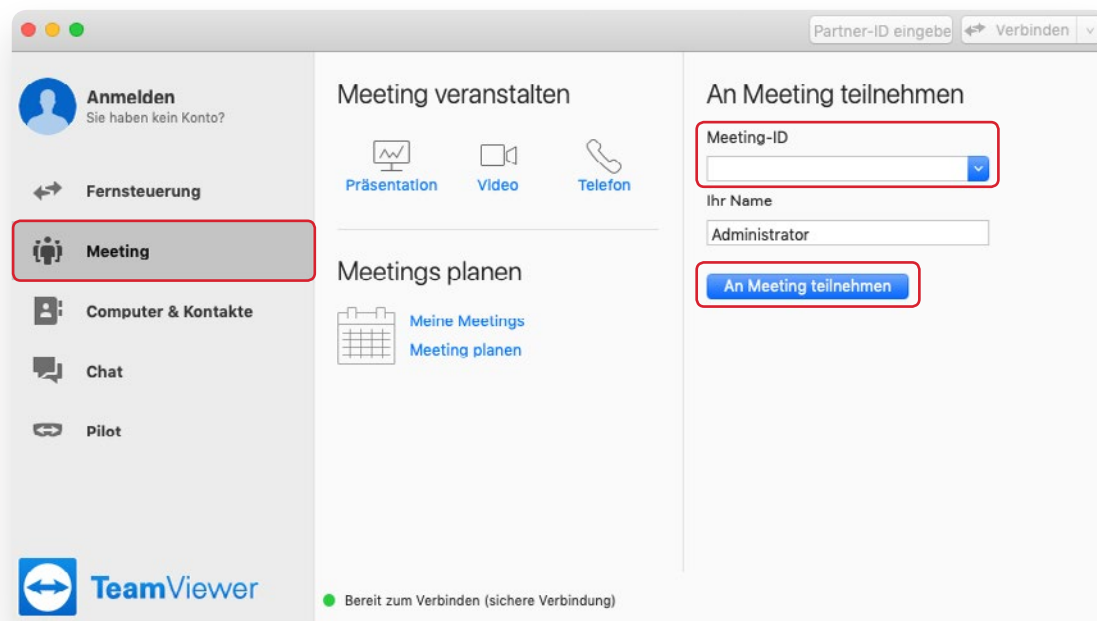 Partner-ID eingebe
Verbinden
Anmelden
Sie haben kein Konto?
Fernsteuerung
Meeting
Computer & Kontakte
Chat
Pilot
TeamViewer
Meeting veranstalten
Präsentation
Video
Telefon
Meetings planen
Meine Meetings
Meeting planen
Bereit zum Verbinden (sichere Verbindung)
An Meeting teilnehmen
Meeting-ID
Ihr Name
Administrator
An Meeting teilnehmen